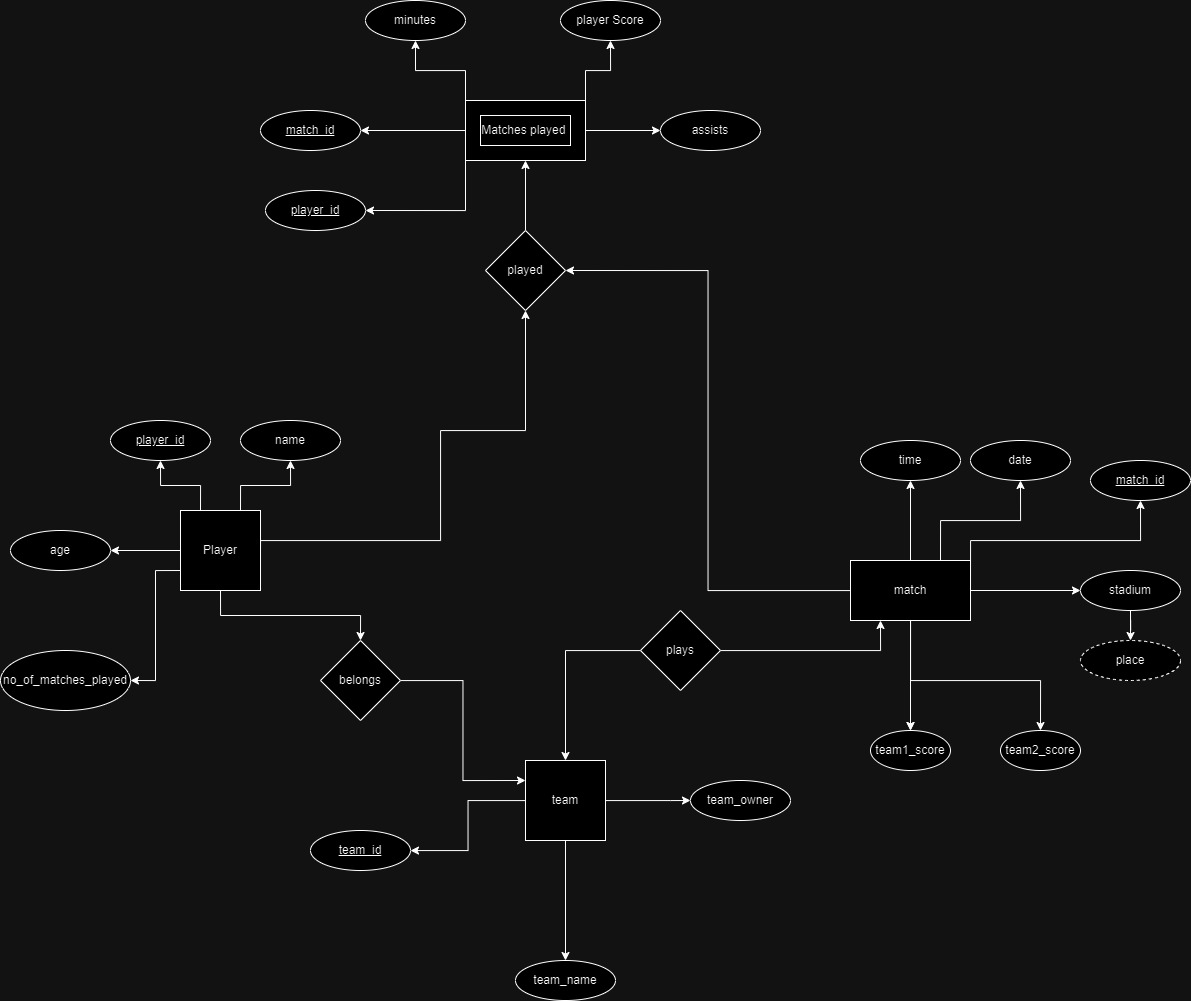 minutes
player Score
match_id
Matches played
assists
player_id
played
player_id
name
time
date
match_id
age
Player
match
stadium
plays
place
no_of_matches_played
belongs
team1_score
team2_score
team
team_owner
team_id
team_name